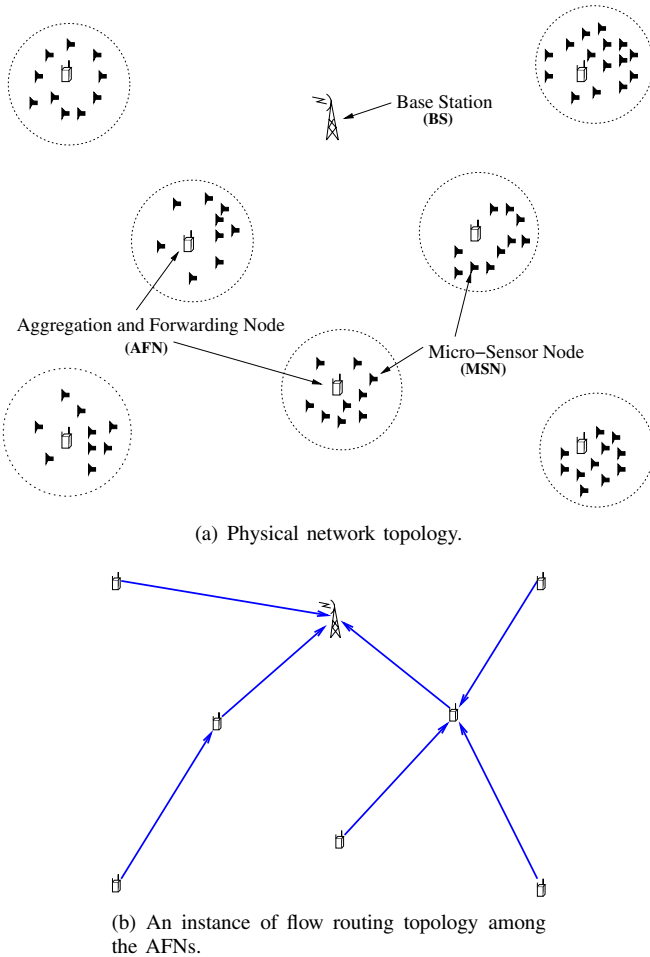 Base Station
(BS)
Aggregation and Forwarding Node
(AFN)
Micro−Sensor Node
(MSN)
(a) Physical network topology.
(b) An instance of flow routing topology among
the AFNs.